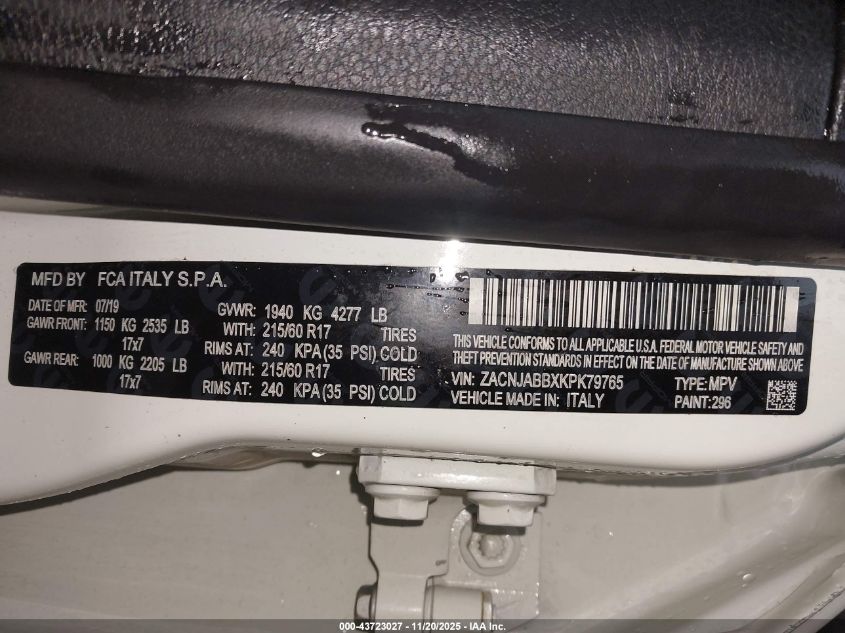 MFD BY FCA ITALY S.P.A.
DATE OF MFR: 07/19
GAWR FRONT: 1150 KG 2535 LB
17x7
GAWR REAR: 1000 KG 2205 LB
17x7
GVWR: 1940 KG 4277 LB
WITH: 215/60 R17 TIRES
RIMS AT: 240 KPA(35 PSI) COLD
WITH: 215/60 R17 TIRES
RIMS AT: 240 KPA(35 PSI) COLD
THIS VEHICLE CONFORMS TO ALL APPLICABLE U.S.A. FEDERAL MOTOR VEHICLE SAFETY AND
THEFT PREVENTION STANDARDS IN EFFECT ON THE DATE OF MANUFACTURE SHOWN ABOVE
VIN: ZACNJABBXKPK79765 TYPE: MPV
VEHICLE MADE IN: ITALY PAINT: 296
000-43723027 - 11/20/2025 - IAA Inc.